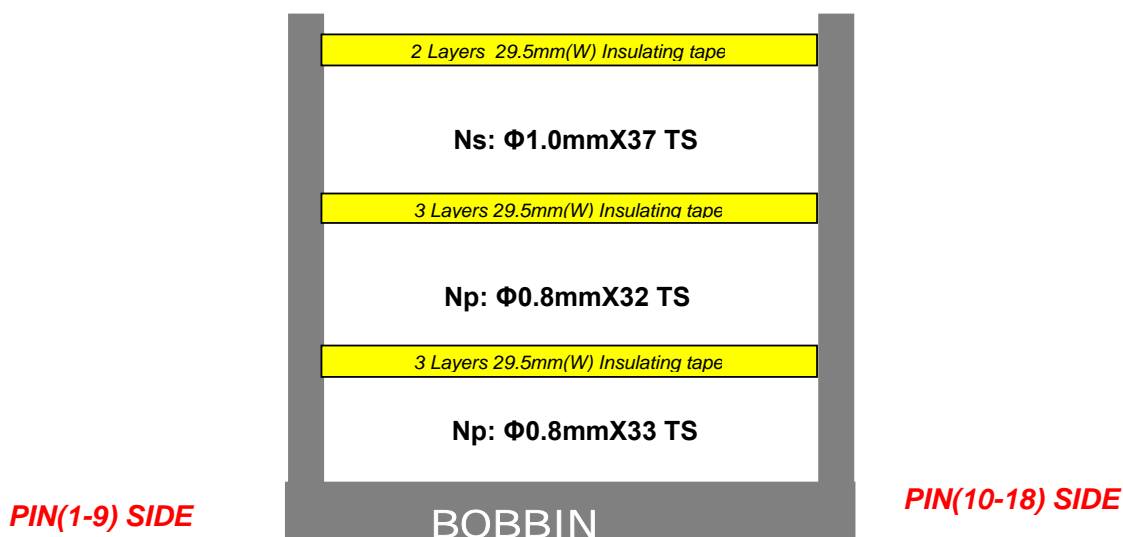 2 Layers 29.5mm(W) Insulating tape
Ns: Φ1.0mmX37 TS
3 Layers 29.5mm(W) Insulating tape
Np: Φ0.8mmX32 TS
3 Layers 29.5mm(W) Insulating tape
Np: Φ0.8mmX33 TS
PIN(1-9) SIDE
BOBBIN
PIN(10-18) SIDE